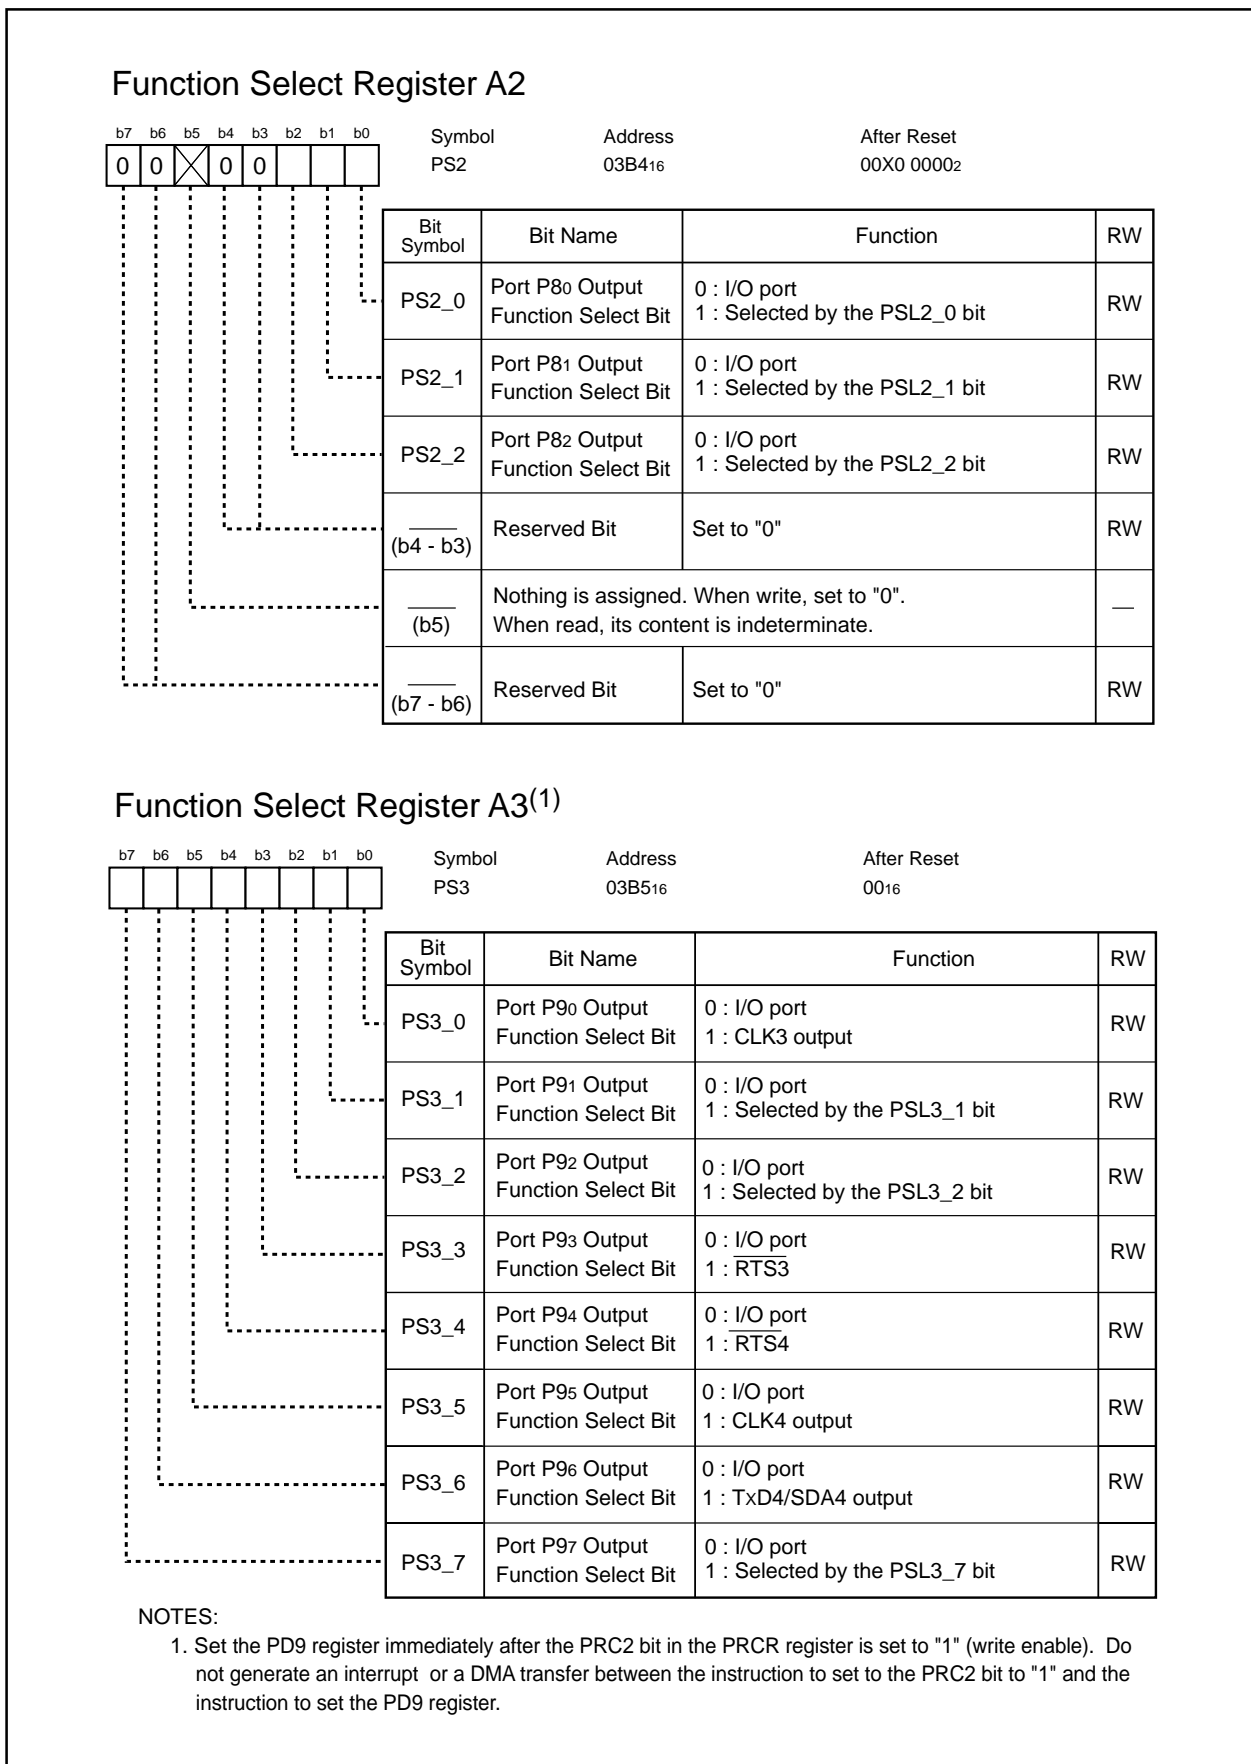 Function Select Register A2
b7 b6 b5 b4 b3 b2 b1 b0
Symbol Address After Reset
0 0 0 0
PS2 03B416 00X0 00002
Bit Symbol Bit Name Function RW
PS2_0 Port P80 Output Function Select Bit 0 : I/O port
1 : Selected by the PSL2_0 bit RW
PS2_1 Port P81 Output Function Select Bit 0 : I/O port
1 : Selected by the PSL2_1 bit RW
PS2_2 Port P82 Output Function Select Bit 0 : I/O port
1 : Selected by the PSL2_2 bit RW
(b4 - b3) Reserved Bit Set to "0" RW
Nothing is assigned. When write, set to "0".
(b5) When read, its content is indeterminate. —
(b7 - b6) Reserved Bit Set to "0" RW
Function Select Register A3(1)
b7 b6 b5 b4 b3 b2 b1 b0
Symbol Address After Reset
PS3 03B516 0016
Bit Symbol Bit Name Function RW
PS3_0 Port P90 Output Function Select Bit 0 : I/O port
1 : CLK3 output RW
PS3_1 Port P91 Output Function Select Bit 0 : I/O port
1 : Selected by the PSL3_1 bit RW
PS3_2 Port P92 Output Function Select Bit 0 : I/O port
1 : Selected by the PSL3_2 bit RW
PS3_3 Port P93 Output Function Select Bit 0 : I/O port
1 : RTS3 RW
PS3_4 Port P94 Output Function Select Bit 0 : I/O port
1 : RTS4 RW
PS3_5 Port P95 Output Function Select Bit 0 : I/O port
1 : CLK4 output RW
PS3_6 Port P96 Output Function Select Bit 0 : I/O port
1 : TxD4/SDA4 output RW
PS3_7 Port P97 Output Function Select Bit 0 : I/O port
1 : Selected by the PSL3_7 bit RW
NOTES:
1. Set the PD9 register immediately after the PRC2 bit in the PRCR register is set to "1" (write enable). Do
not generate an interrupt or a DMA transfer between the instruction to set to the PRC2 bit to "1" and the
instruction to set the PD9 register.